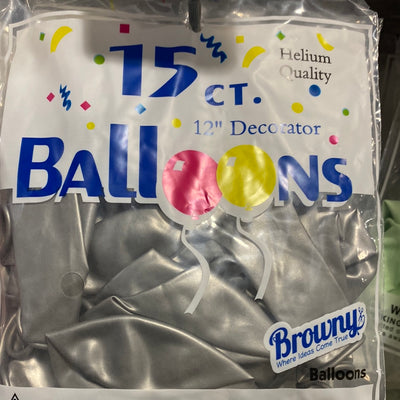 15 CT.
Helium
Quality
12" Decorator
BALLOONS
Browny's
Where Ideas Come True
Balloons